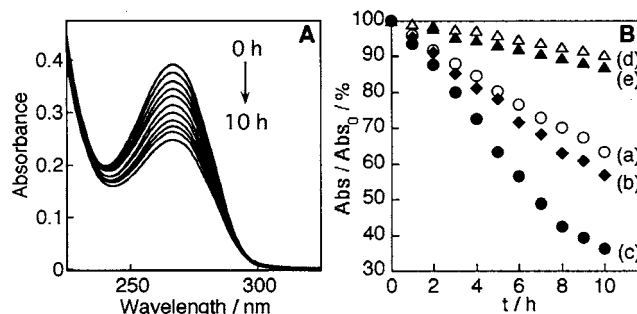 A
0 h
10 h
0.4
0.3
0.2
0.1
0
250
300
Absorbance
Wavelength / nm
B
100
90
80
70
60
50
40
30
0
2
4
6
8
10
Abs / Abs0 / %
t / h
(d)
(e)
(a)
(b)
(c)